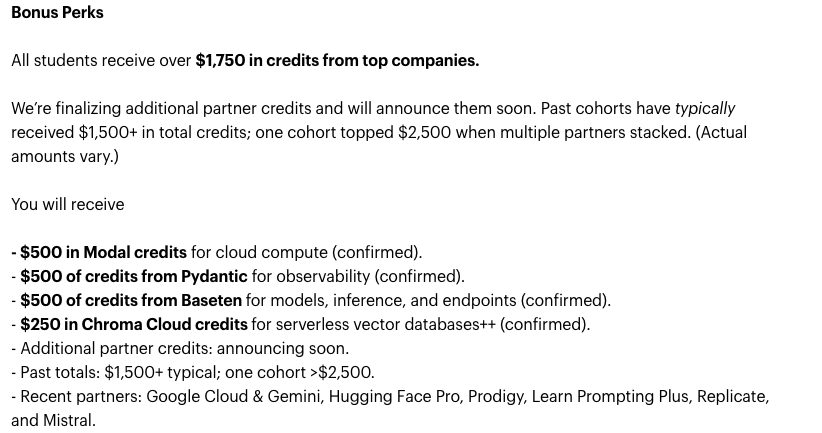 Bonus Perks
All students receive over $1,750 in credits from top companies.
We're finalizing additional partner credits and will announce them soon. Past cohorts have typically
received $1,500+ in total credits; one cohort topped $2,500 when multiple partners stacked. (Actual
amounts vary.)
You will receive
- $500 in Modal credits for cloud compute (confirmed).
- $500 of credits from Pydantic for observability (confirmed).
- $500 of credits from Baseten for models, inference, and endpoints (confirmed).
- $250 in Chroma Cloud credits for serverless vector databases++ (confirmed).
- Additional partner credits: announcing soon.
- Past totals: $1,500+ typical; one cohort >$2,500.
- Recent partners: Google Cloud & Gemini, Hugging Face Pro, Prodigy, Learn Prompting Plus, Replicate,
and Mistral.